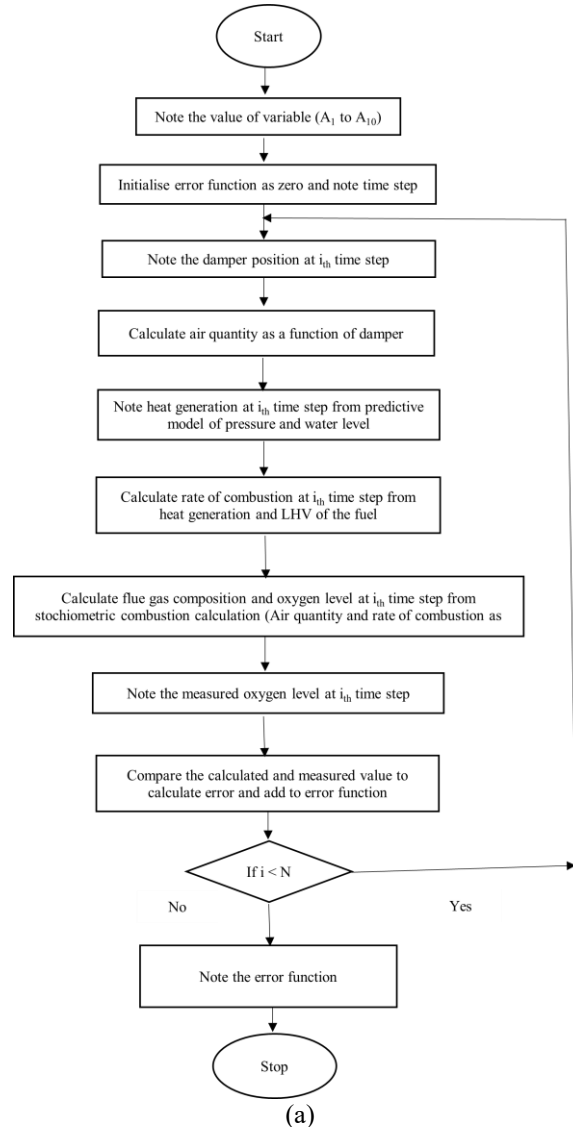 Start
Note the value of variable (A₁ to A₁₀)
Initialise error function as zero and note time step
Note the damper position at iₜₕ time step
Calculate air quantity as a function of damper
Note heat generation at iₜₕ time step from predictive
model of pressure and water level
Calculate rate of combustion at iₜₕ time step from
heat generation and LHV of the fuel
Calculate flue gas composition and oxygen level at iₜₕ time step from
stochiometric combustion calculation (Air quantity and rate of combustion as
Note the measured oxygen level at iₜₕ time step
Compare the calculated and measured value to
calculate error and add to error function
If i < N
No
Yes
Note the error function
Stop
(a)